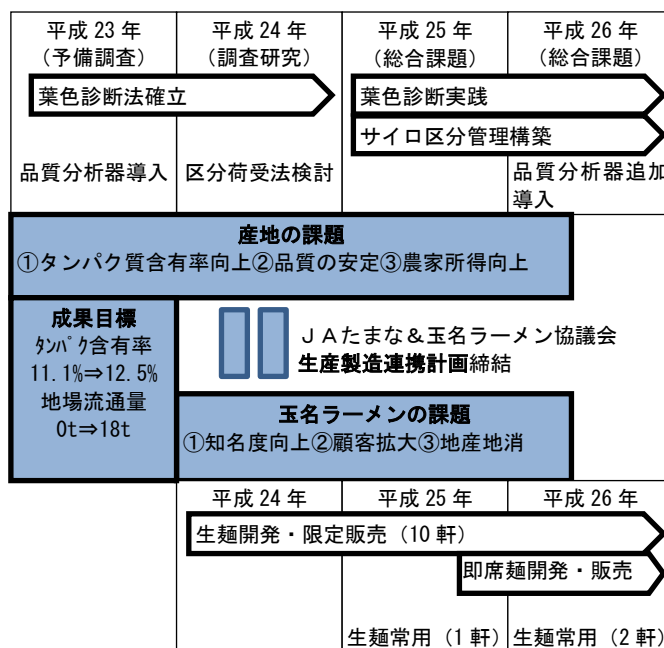 平成23年
(予備調査)
平成24年
(調査研究)
平成25年
(総合課題)
平成26年
(総合課題)
葉色診断法確立
葉色診断実践
サイロ区分管理構築
品質分析器導入
区分荷受法検討
品質分析器追加
導入
産地の課題
①タンパク質含有率向上②品質の安定③農家所得向上
成果目標
タンパク含有率
11.1%⇒12.5%
地場流通量
0t⇒18t
JAたまな&玉名ラーメン協議会
生産製造連携計画締結
玉名ラーメンの課題
①知名度向上②顧客拡大③地産地消
平成24年
平成25年
平成26年
生麺開発・限定販売(10軒)
即席麺開発・販売
生麺常用(1軒)
生麺常用(2軒)